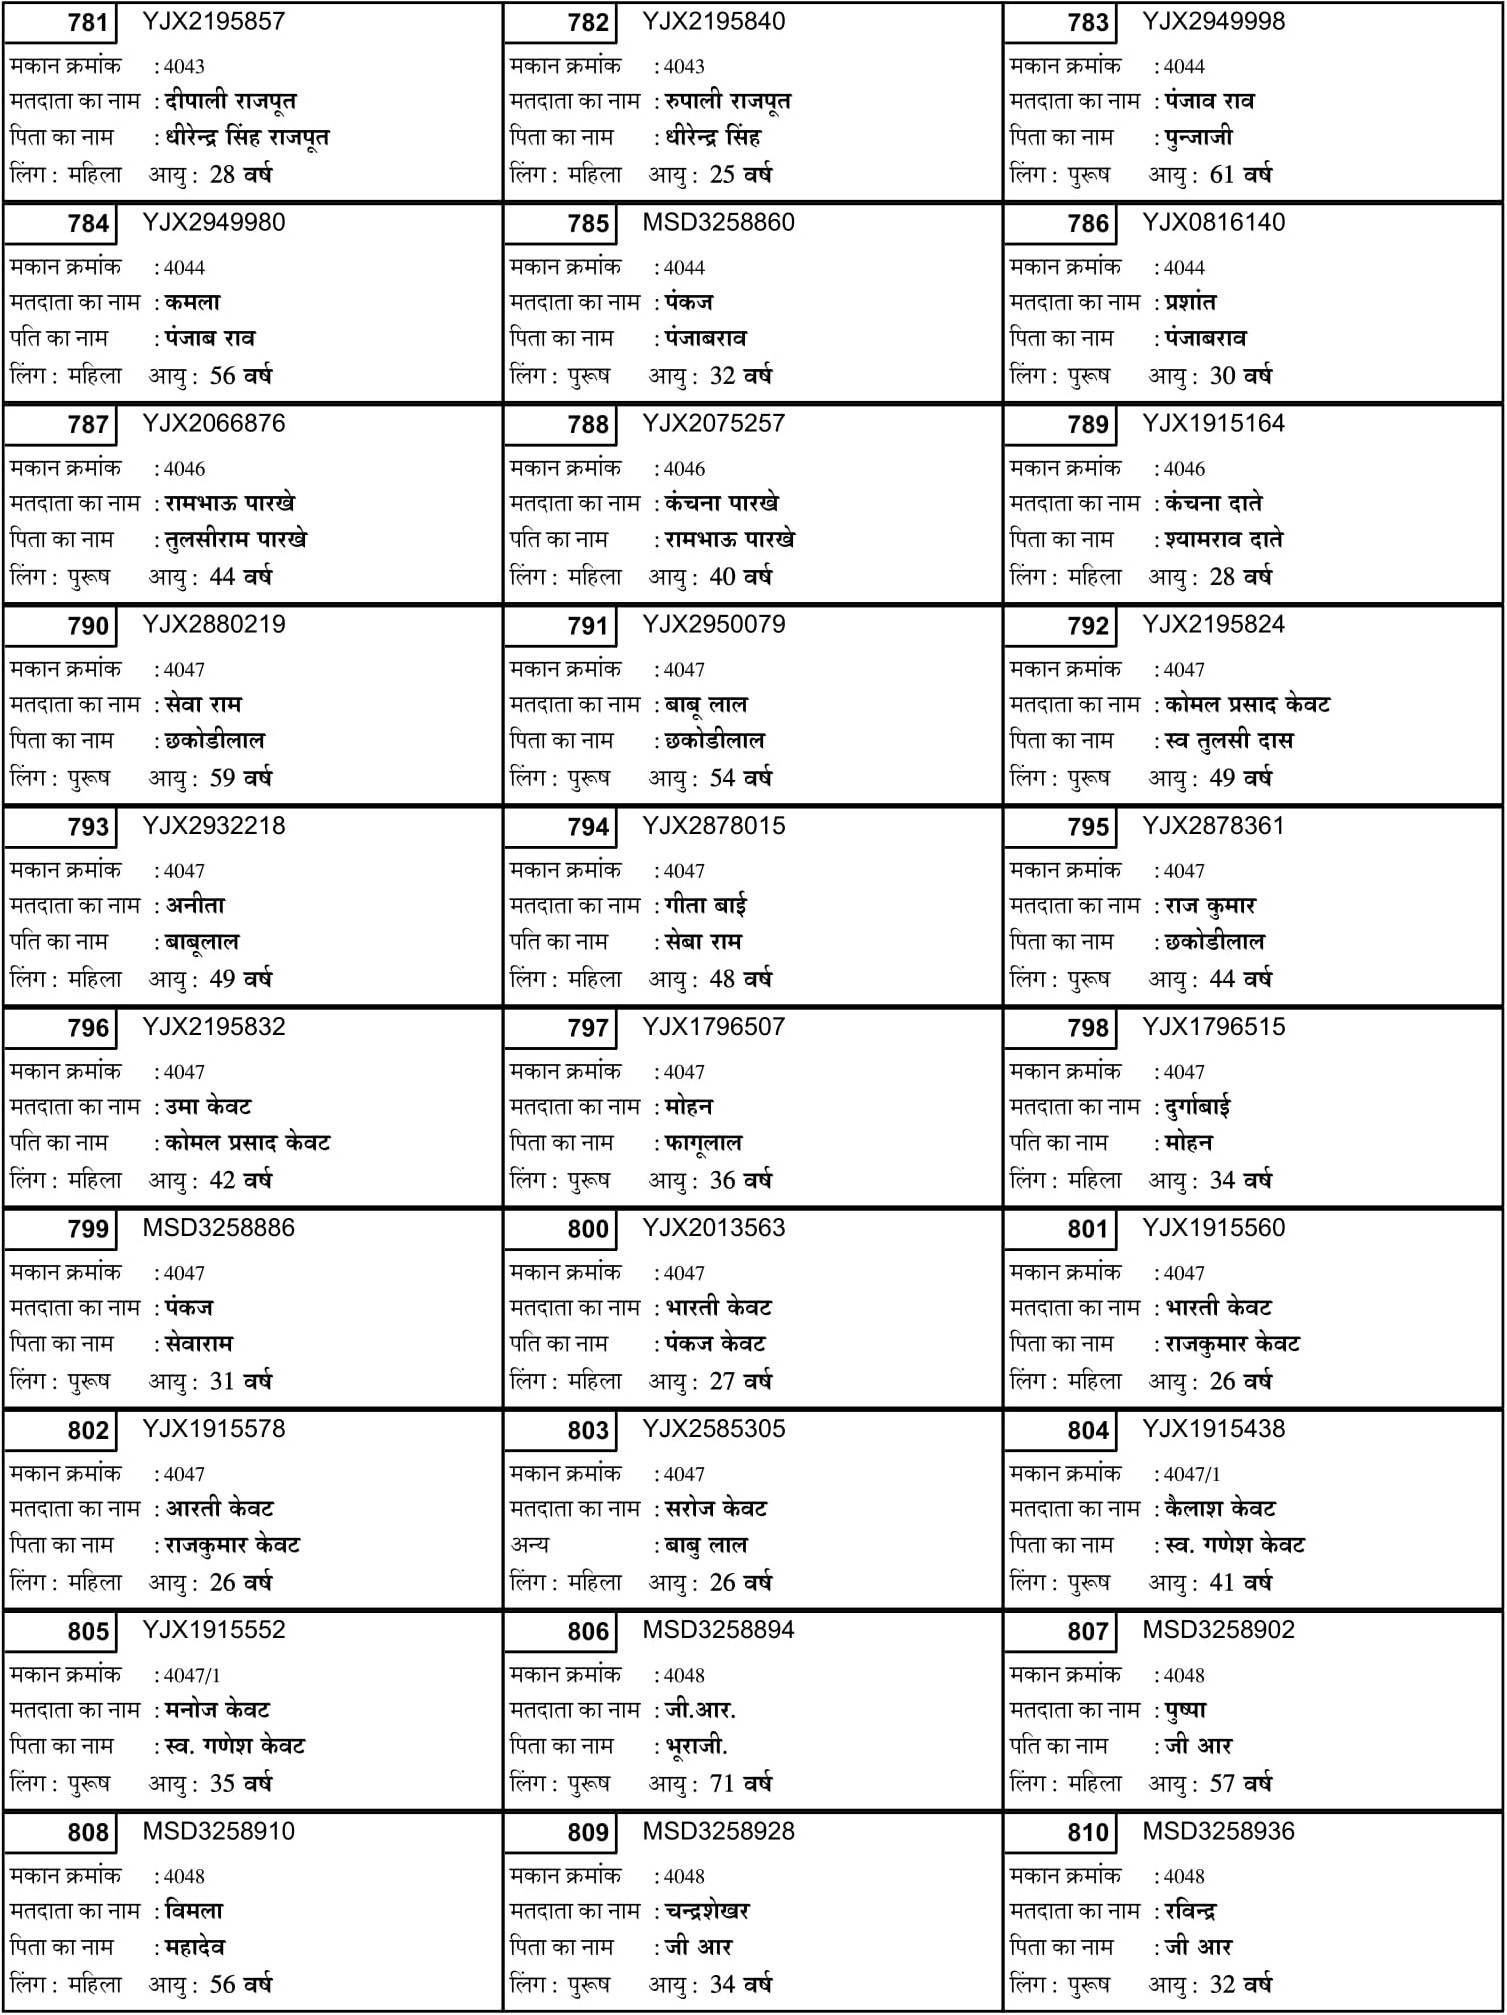 781 YJX2195857
मकान क्रमांक : 4043
मतदाता का नाम : दीपाली राजपूत
पिता का नाम : धीरेन्द्र सिंह राजपूत
लिंग : महिला आयु : 28 वर्ष
782 YJX2195840
मकान क्रमांक : 4043
मतदाता का नाम : रुपाली राजपूत
पिता का नाम : धीरेन्द्र सिंह
लिंग : महिला आयु : 25 वर्ष
783 YJX2949998
मकान क्रमांक : 4044
मतदाता का नाम : पंजाव राव
पिता का नाम : पुन्जाजी
लिंग : पुरूष आयु : 61 वर्ष
784 YJX2949980
मकान क्रमांक : 4044
मतदाता का नाम : कमला
पति का नाम : पंजाब राव
लिंग : महिला आयु : 56 वर्ष
785 MSD3258860
मकान क्रमांक : 4044
मतदाता का नाम : पंकज
पिता का नाम : पंजाबराव
लिंग : पुरूष आयु : 32 वर्ष
786 YJX0816140
मकान क्रमांक : 4044
मतदाता का नाम : प्रशांत
पिता का नाम : पंजाबराव
लिंग : पुरूष आयु : 30 वर्ष
787 YJX2066876
मकान क्रमांक : 4046
मतदाता का नाम : रामभाऊ पारखे
पिता का नाम : तुलसीराम पारखे
लिंग : पुरूष आयु : 44 वर्ष
788 YJX2075257
मकान क्रमांक : 4046
मतदाता का नाम : कंचना पारखे
पति का नाम : रामभाऊ पारखे
लिंग : महिला आयु : 40 वर्ष
789 YJX1915164
मकान क्रमांक : 4046
मतदाता का नाम : कंचना दाते
पिता का नाम : श्यामराव दाते
लिंग : महिला आयु : 28 वर्ष
790 YJX2880219
मकान क्रमांक : 4047
मतदाता का नाम : सेवा राम
पिता का नाम : छकोडीलाल
लिंग : पुरूष आयु : 59 वर्ष
791 YJX2950079
मकान क्रमांक : 4047
मतदाता का नाम : बाबू लाल
पिता का नाम : छकोडीलाल
लिंग : पुरूष आयु : 54 वर्ष
792 YJX2195824
मकान क्रमांक : 4047
मतदाता का नाम : कोमल प्रसाद केवट
पिता का नाम : स्व तुलसी दास
लिंग : पुरूष आयु : 49 वर्ष
793 YJX2932218
मकान क्रमांक : 4047
मतदाता का नाम : अनीता
पति का नाम : बाबूलाल
लिंग : महिला आयु : 49 वर्ष
794 YJX2878015
मकान क्रमांक : 4047
मतदाता का नाम : गीता बाई
पति का नाम : सेबा राम
लिंग : महिला आयु : 48 वर्ष
795 YJX2878361
मकान क्रमांक : 4047
मतदाता का नाम : राज कुमार
पिता का नाम : छकोडीलाल
लिंग : पुरूष आयु : 44 वर्ष
796 YJX2195832
मकान क्रमांक : 4047
मतदाता का नाम : उमा केवट
पति का नाम : कोमल प्रसाद केवट
लिंग : महिला आयु : 42 वर्ष
797 YJX1796507
मकान क्रमांक : 4047
मतदाता का नाम : मोहन
पिता का नाम : फागूलाल
लिंग : पुरूष आयु : 36 वर्ष
798 YJX1796515
मकान क्रमांक : 4047
मतदाता का नाम : दुर्गाबाई
पति का नाम : मोहन
लिंग : महिला आयु : 34 वर्ष
799 MSD3258886
मकान क्रमांक : 4047
मतदाता का नाम : पंकज
पिता का नाम : सेवाराम
लिंग : पुरूष आयु : 31 वर्ष
800 YJX2013563
मकान क्रमांक : 4047
मतदाता का नाम : भारती केवट
पति का नाम : पंकज केवट
लिंग : महिला आयु : 27 वर्ष
801 YJX1915560
मकान क्रमांक : 4047
मतदाता का नाम : भारती केवट
पिता का नाम : राजकुमार केवट
लिंग : महिला आयु : 26 वर्ष
802 YJX1915578
मकान क्रमांक : 4047
मतदाता का नाम : आरती केवट
पिता का नाम : राजकुमार केवट
लिंग : महिला आयु : 26 वर्ष
803 YJX2585305
मकान क्रमांक : 4047
मतदाता का नाम : सरोज केवट
अन्य : बाबु लाल
लिंग : महिला आयु : 26 वर्ष
804 YJX1915438
मकान क्रमांक : 4047/1
मतदाता का नाम : कैलाश केवट
पिता का नाम : स्व. गणेश केवट
लिंग : पुरूष आयु : 41 वर्ष
805 YJX1915552
मकान क्रमांक : 4047/1
मतदाता का नाम : मनोज केवट
पिता का नाम : स्व. गणेश केवट
लिंग : पुरूष आयु : 35 वर्ष
806 MSD3258894
मकान क्रमांक : 4048
मतदाता का नाम : जी.आर.
पिता का नाम : भूराजी.
लिंग : पुरूष आयु : 71 वर्ष
807 MSD3258902
मकान क्रमांक : 4048
मतदाता का नाम : पुष्पा
पति का नाम : जी आर
लिंग : महिला आयु : 57 वर्ष
808 MSD3258910
मकान क्रमांक : 4048
मतदाता का नाम : विमला
पिता का नाम : महादेव
लिंग : महिला आयु : 56 वर्ष
809 MSD3258928
मकान क्रमांक : 4048
मतदाता का नाम : चन्द्रशेखर
पिता का नाम : जी आर
लिंग : पुरूष आयु : 34 वर्ष
810 MSD3258936
मकान क्रमांक : 4048
मतदाता का नाम : रविन्द्र
पिता का नाम : जी आर
लिंग : पुरूष आयु : 32 वर्ष